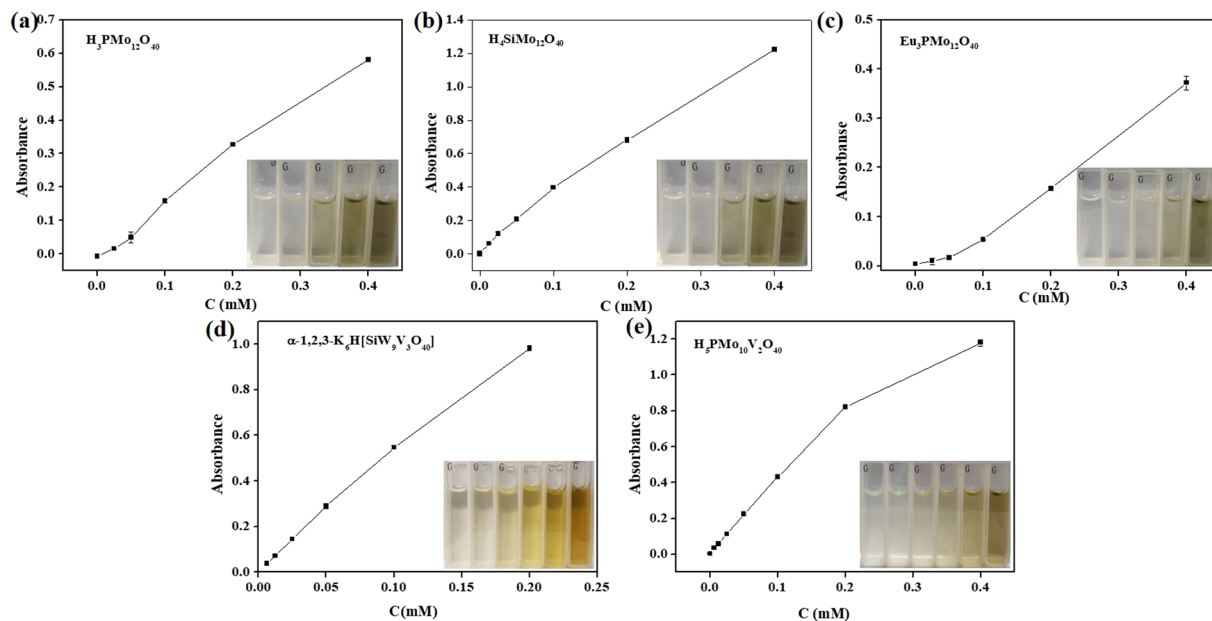 (a)
H₃PMo₁₂O₄₀
Absorbance
0.7
0.6
0.5
0.4
0.3
0.2
0.1
0.0
0.0 0.1 0.2 0.3 0.4
C (mM)
G G G G
(b)
H₄SiMo₁₂O₄₀
Absorbance
1.4
1.2
1.0
0.8
0.6
0.4
0.2
0.0
0.0 0.1 0.2 0.3 0.4
C (mM)
G G G G
(c)
Eu₃PMo₁₂O₄₀
Absorbanse
0.5
0.4
0.3
0.2
0.1
0.0
0.0 0.1 0.2 0.3 0.4
C (mM)
G G G G G
(d)
α-1,2,3-K₆H[SiW₉V₃O₄₀]
Absorbance
1.0
0.8
0.6
0.4
0.2
0.0
0.00 0.05 0.10 0.15 0.20 0.25
C(mM)
G G G G
(e)
H₅PMo₁₀V₂O₄₀
Absorbance
1.2
1.0
0.8
0.6
0.4
0.2
0.0
0.0 0.1 0.2 0.3 0.4
C (mM)
G G G G G G